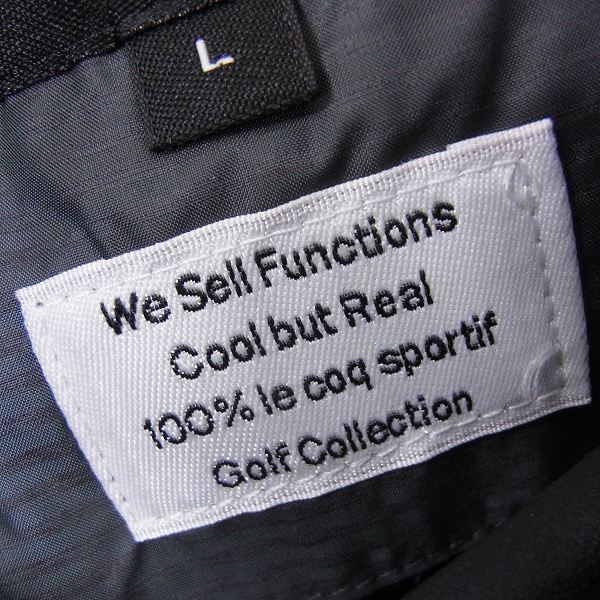 L
We Sell Functions
Cool but Real
100% le coq sportif
Golf Collection